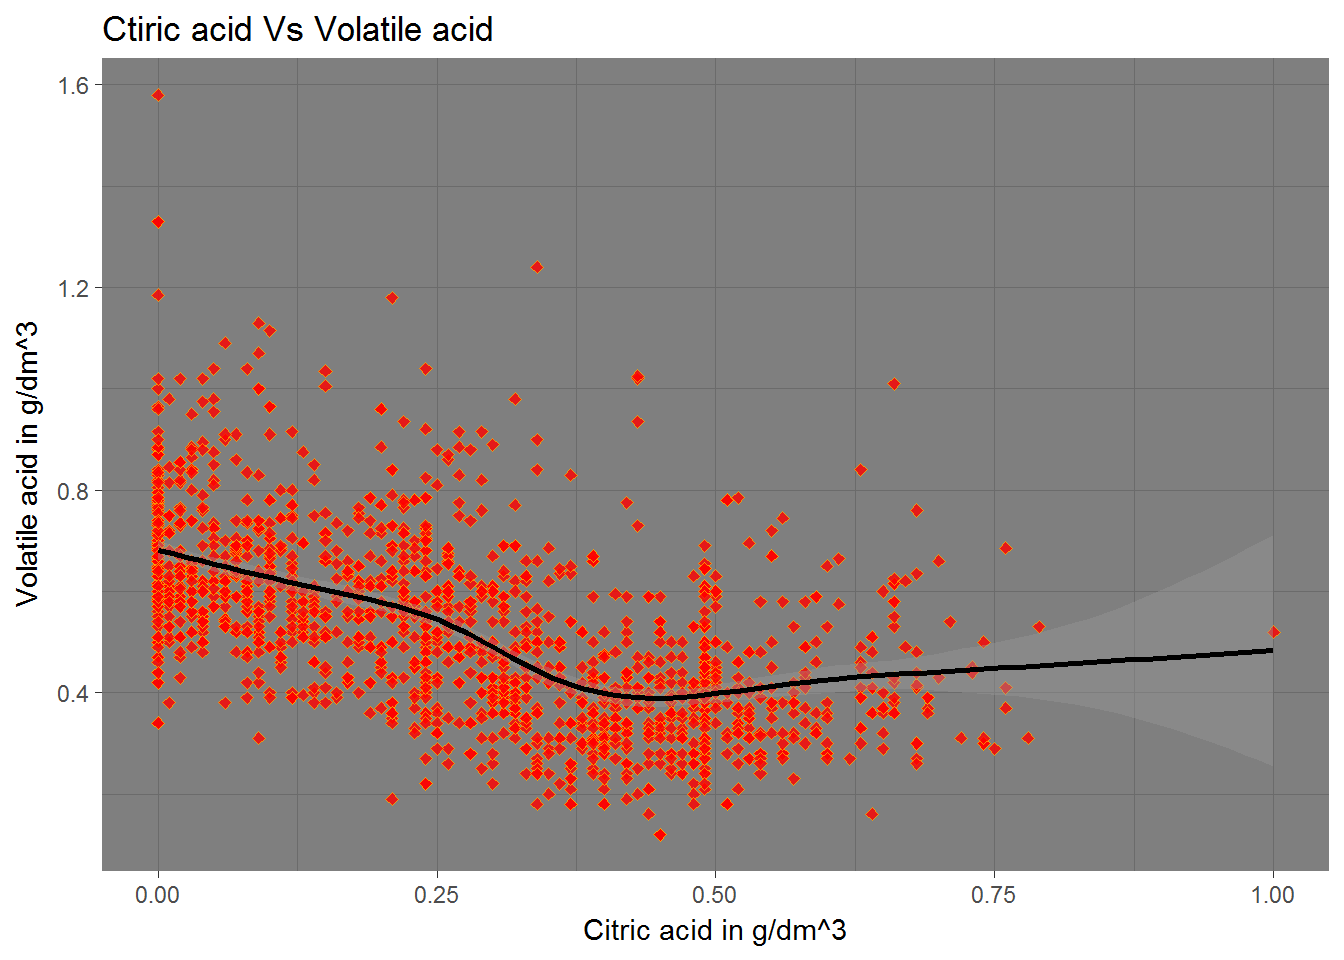 Ctiric acid Vs Volatile acid
1.6
1.2
0.8
0.4
Volatile acid in g/dm^3
0.00 0.25 0.50 0.75 1.00
Citric acid in g/dm^3